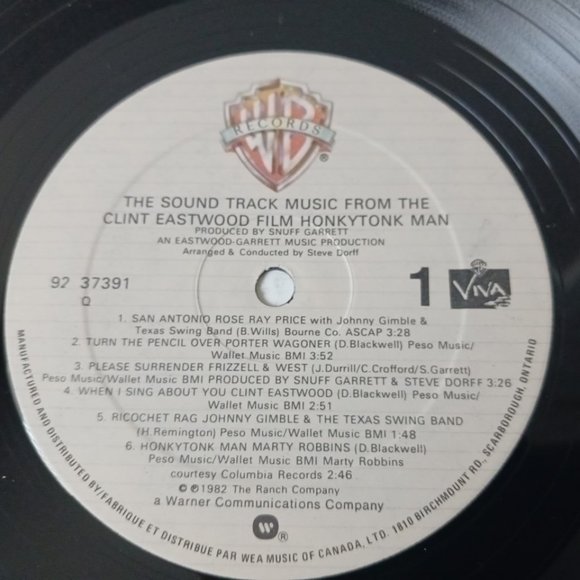 WB
RECORDS
®
THE SOUND TRACK MUSIC FROM THE
CLINT EASTWOOD FILM HONKYTONK MAN
PRODUCED BY SNUFF GARRETT
AN EASTWOOD-GARRETT MUSIC PRODUCTION
Arranged & Conducted by Steve Dorff
92 37391
Q
1
VIVA
1. SAN ANTONIO ROSE RAY PRICE with Johnny Gimble &
Texas Swing Band (B.Wills) Bourne Co. ASCAP 3:28
2. TURN THE PENCIL OVER PORTER WAGONER (D.Blackwell) Peso Music/
Wallet Music BMI 3:52
3. PLEASE SURRENDER FRIZZELL & WEST (J.Durrill/C.Crofford/S.Garrett)
Peso Music/Wallet Music BMI PRODUCED BY SNUFF GARRETT & STEVE DORFF 3:26
4. WHEN I SING ABOUT YOU CLINT EASTWOOD (D.Blackwell) Peso Music/
Wallet Music BMI 2:51
5. RICOCHET RAG JOHNNY GIMBLE & THE TEXAS SWING BAND
(H.Remington) Peso Music/Wallet Music BMI 1:48
6. HONKYTONK MAN MARTY ROBBINS (D.Blackwell)
Peso Music/Wallet Music BMI Marty Robbins
courtesy Columbia Records 2:46
© ℗ 1982 The Ranch Company
a Warner Communications Company
MANUFACTURED AND DISTRIBUTED BY/FABRIQUE ET DISTRIBUE PAR WEA MUSIC OF CANADA, LTD. 1810 BIRCHMOUNT RD, SCARBOROUGH, ONTARIO